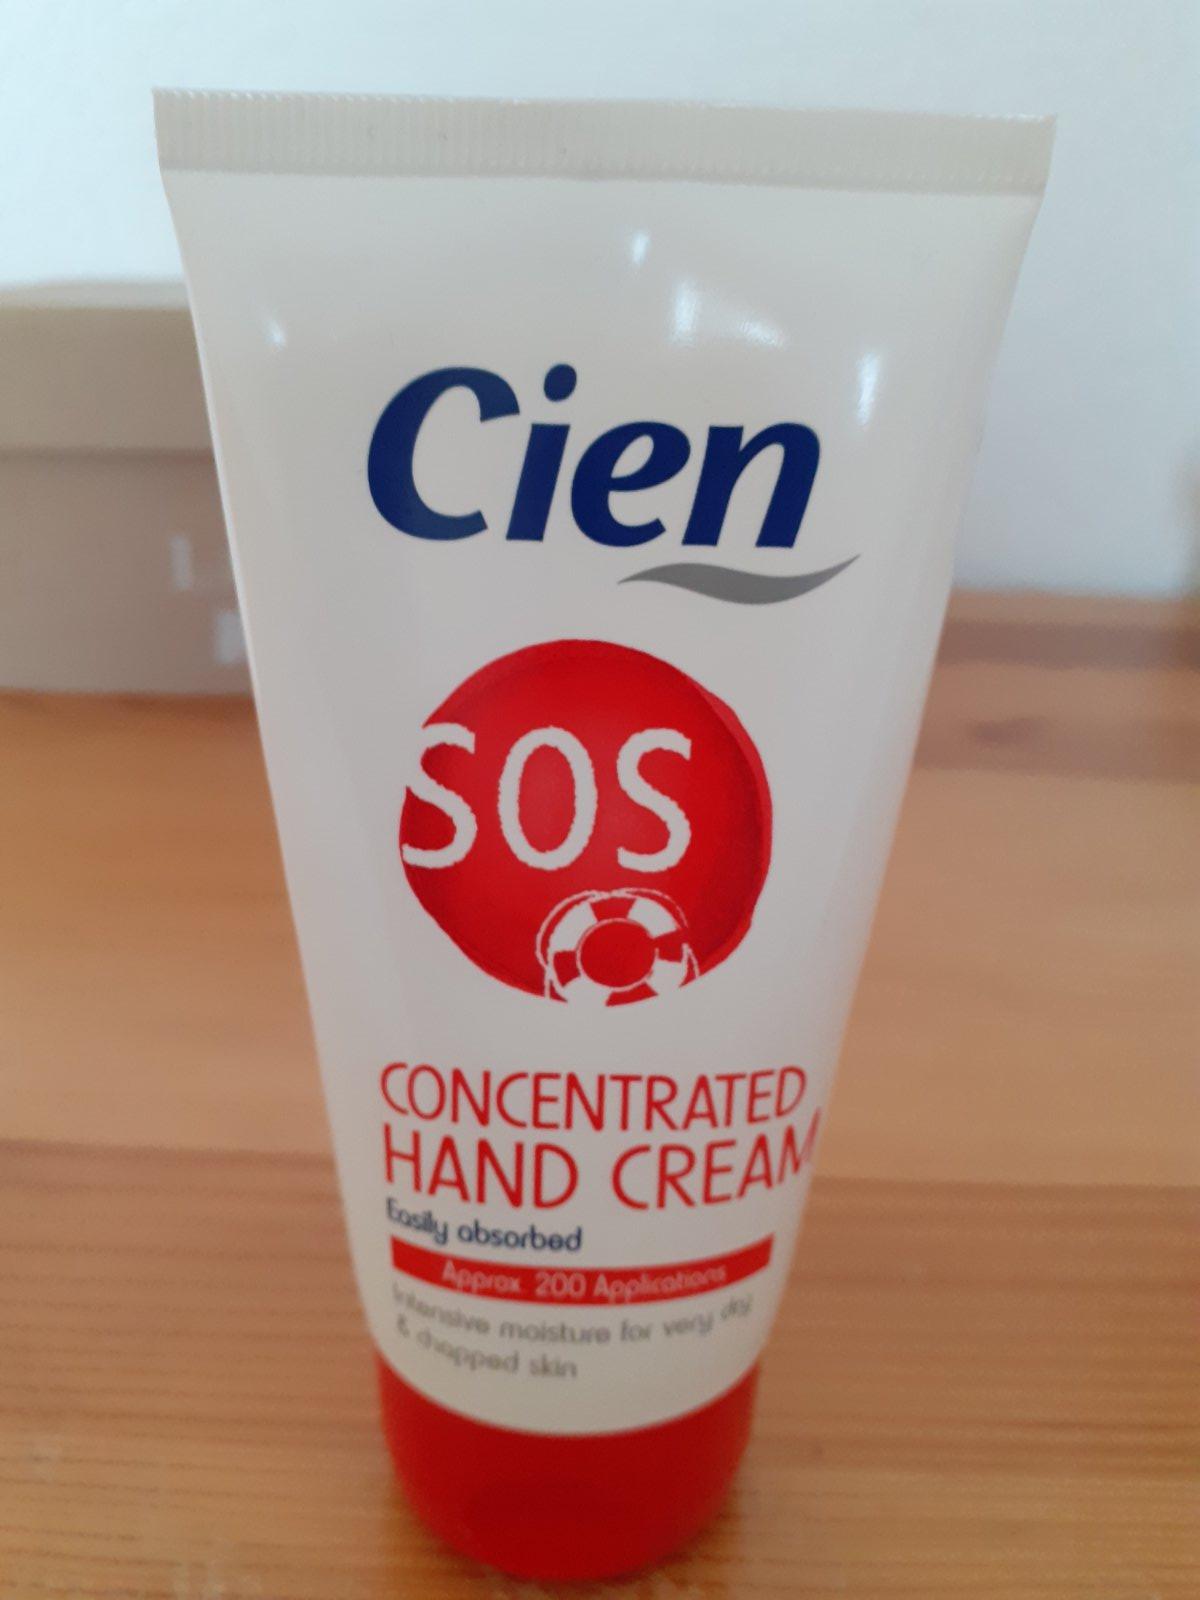 Cien
SOS
CONCENTRATED
HAND CREAM
Easily absorbed
Approx. 200 Applications
Intensive moisture for very dry
& chapped skin